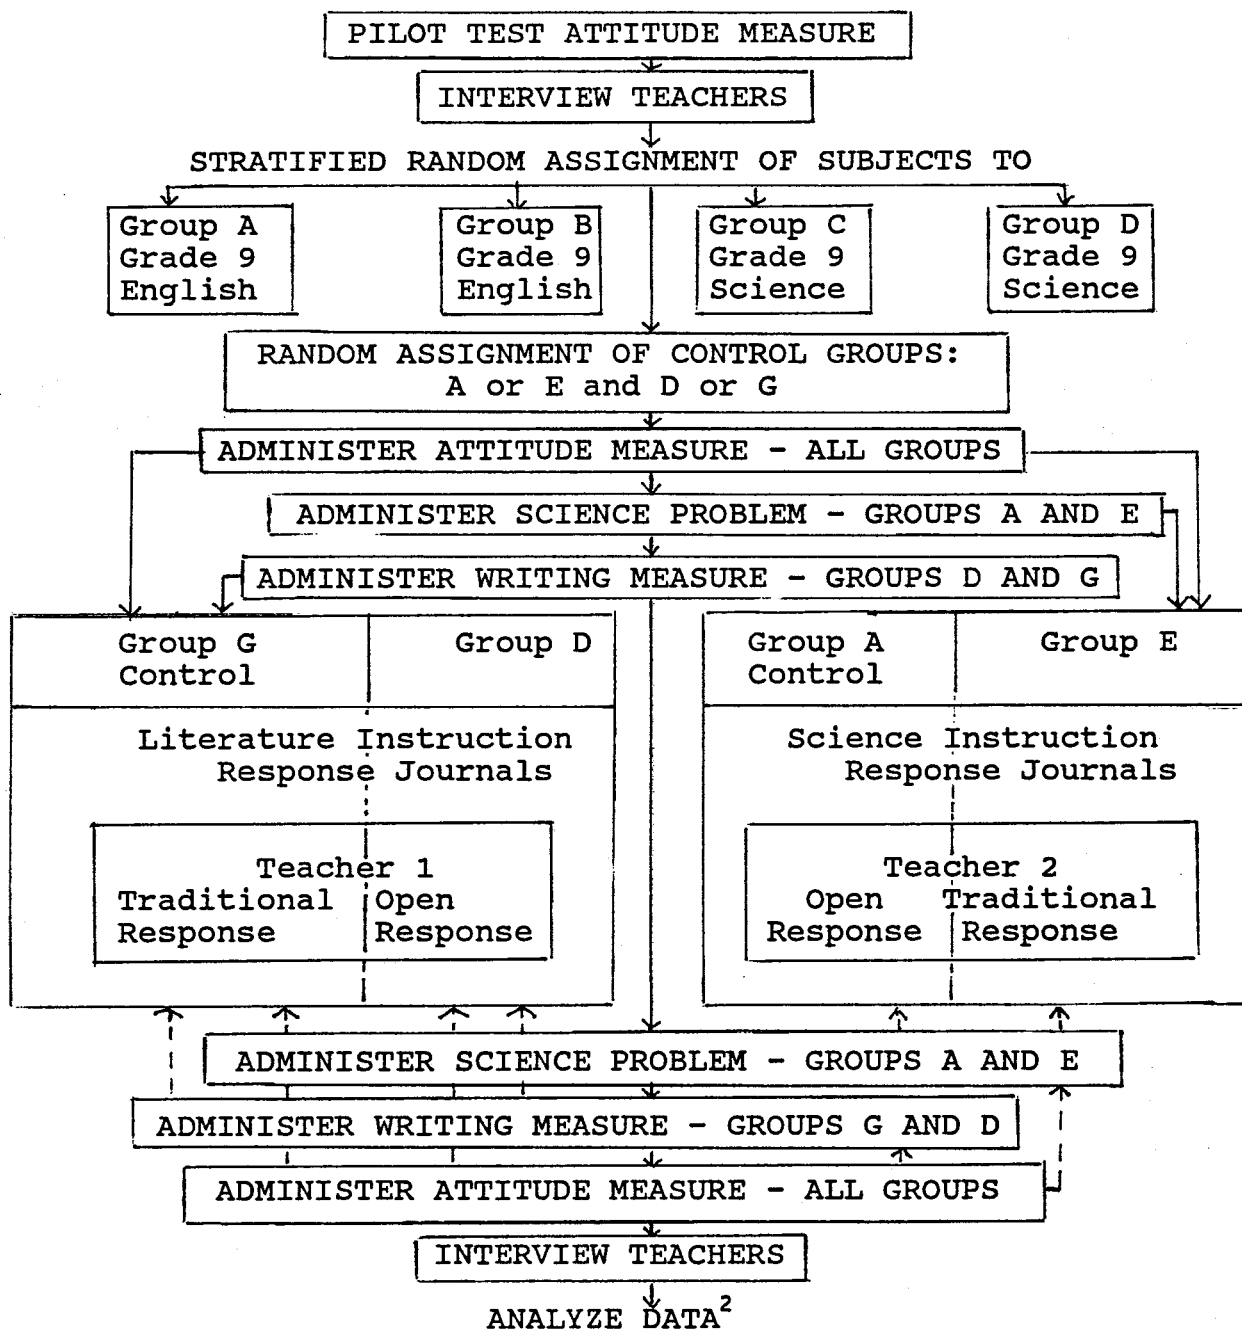 PILOT TEST ATTITUDE MEASURE
INTERVIEW TEACHERS
STRATIFIED RANDOM ASSIGNMENT OF SUBJECTS TO
Group A
Grade 9
English
Group B
Grade 9
English
Group C
Grade 9
Science
Group D
Grade 9
Science
RANDOM ASSIGNMENT OF CONTROL GROUPS:
A or E and D or G
ADMINISTER ATTITUDE MEASURE - ALL GROUPS
ADMINISTER SCIENCE PROBLEM - GROUPS A AND E
ADMINISTER WRITING MEASURE - GROUPS D AND G
Group G
Control
Group D
Literature Instruction
Response Journals
Teacher 1
Traditional
Response
Open
Response
Group A
Control
Group E
Science Instruction
Response Journals
Teacher 2
Open
Response
Traditional
Response
ADMINISTER SCIENCE PROBLEM - GROUPS A AND E
ADMINISTER WRITING MEASURE - GROUPS G AND D
ADMINISTER ATTITUDE MEASURE - ALL GROUPS
INTERVIEW TEACHERS
ANALYZE DATA²